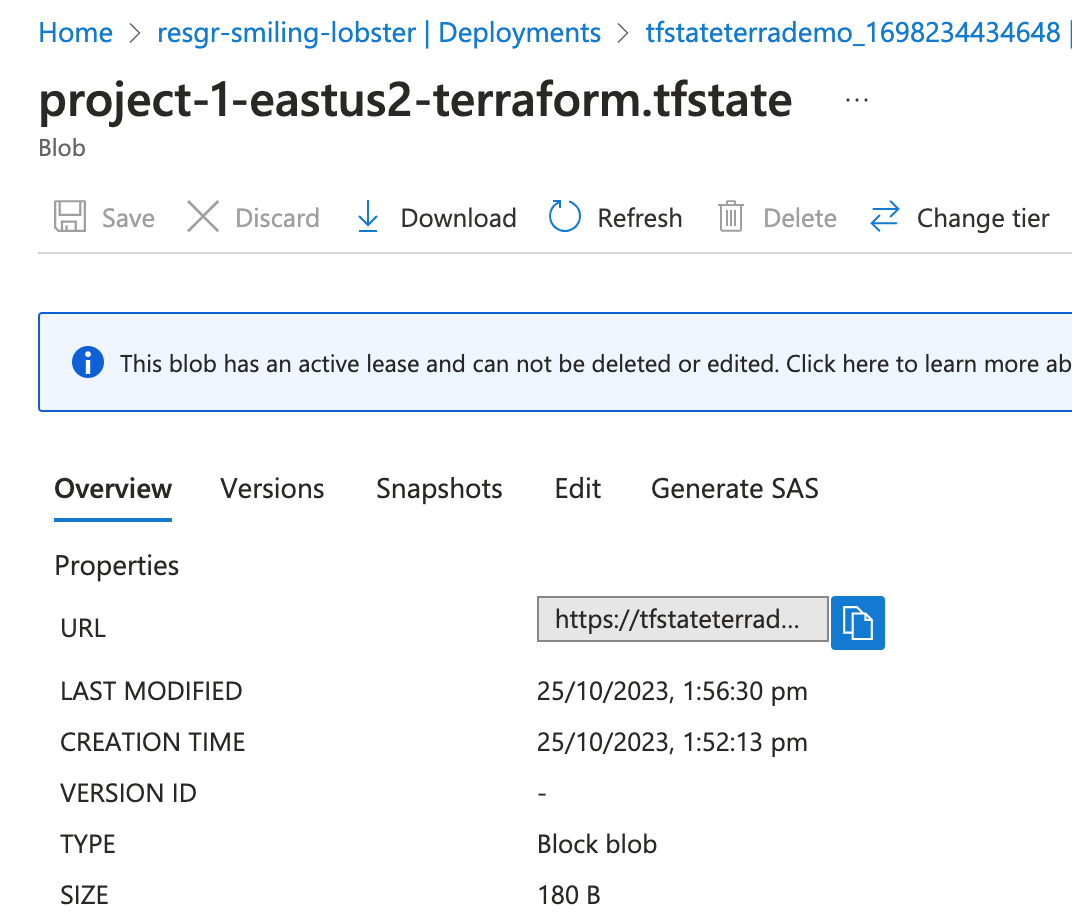 Home > resgr-smiling-lobster | Deployments > tfstateterrademo_1698234434648 |
project-1-eastus2-terraform.tfstate ...
Blob
Save Discard Download Refresh Delete Change tier
This blob has an active lease and can not be deleted or edited. Click here to learn more ab
Overview Versions Snapshots Edit Generate SAS
Properties
URL https://tfstateterrad...
LAST MODIFIED 25/10/2023, 1:56:30 pm
CREATION TIME 25/10/2023, 1:52:13 pm
VERSION ID -
TYPE Block blob
SIZE 180 B